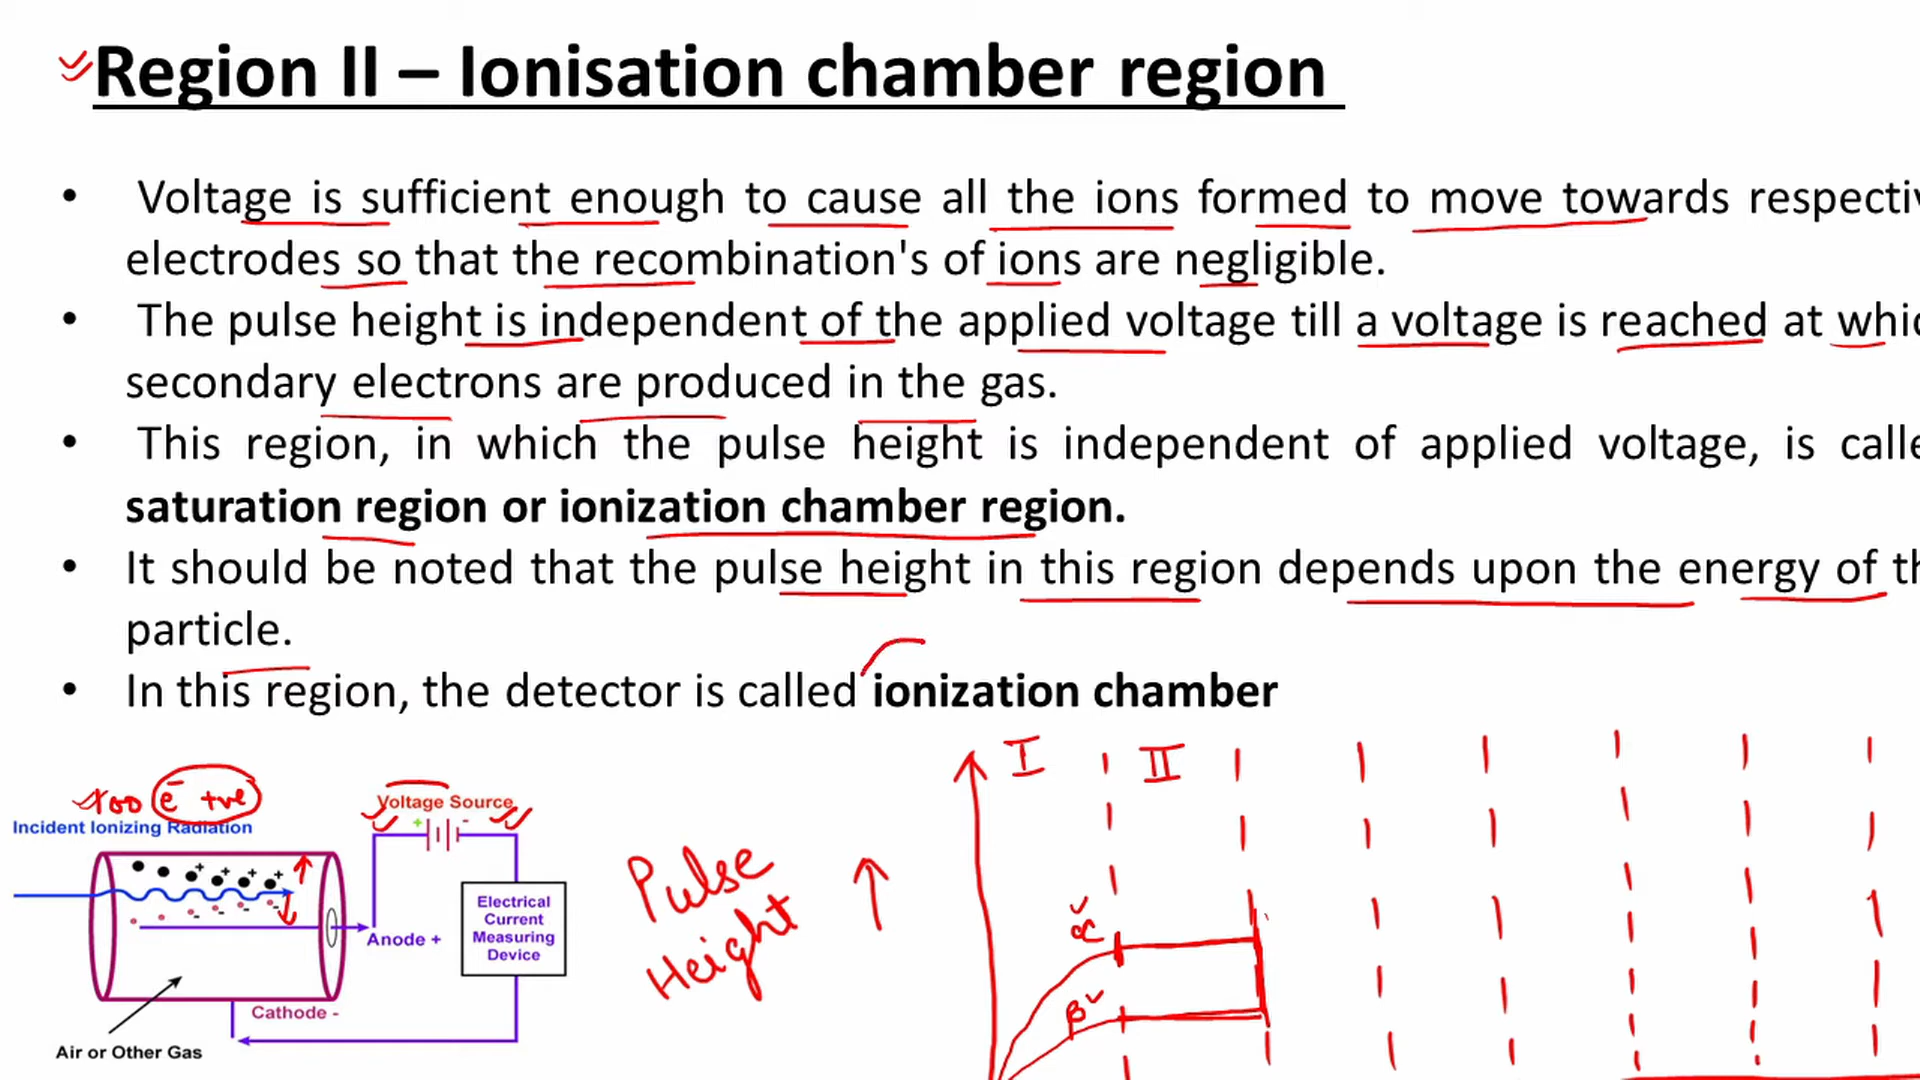 Region II – Ionisation chamber region
• Voltage is sufficient enough to cause all the ions formed to move towards respectiv
electrodes so that the recombination's of ions are negligible.
• The pulse height is independent of the applied voltage till a voltage is reached at whic
secondary electrons are produced in the gas.
• This region, in which the pulse height is independent of applied voltage, is calle
saturation region or ionization chamber region.
• It should be noted that the pulse height in this region depends upon the energy of th
particle.
• In this region, the detector is called ionization chamber
100 e- +ve
Incident Ionizing Radiation
Voltage Source
+ -
Electrical
Current
Measuring
Device
Anode +
Cathode -
Air or Other Gas
Pulse
Height
I II
α
β